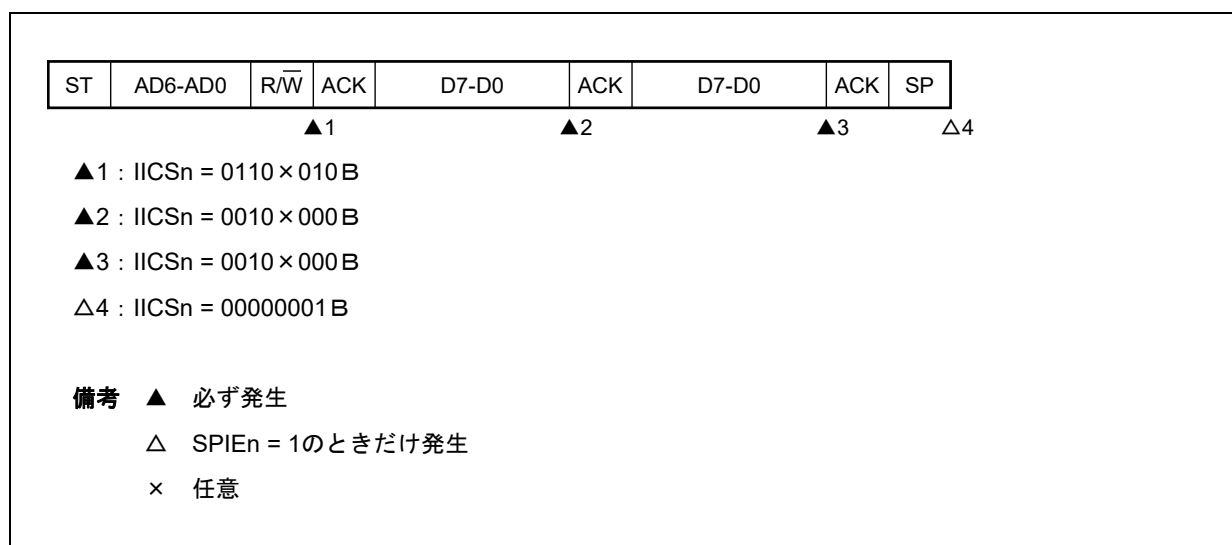 ST AD6-AD0 R/W̅ ACK D7-D0 ACK D7-D0 ACK SP
▲1 ▲2 ▲3 △4
▲1：IICSn = 0110×010Ｂ
▲2：IICSn = 0010×000Ｂ
▲3：IICSn = 0010×000Ｂ
△4：IICSn = 00000001Ｂ
備考 ▲ 必ず発生
△ SPIEn = 1のときだけ発生
× 任意